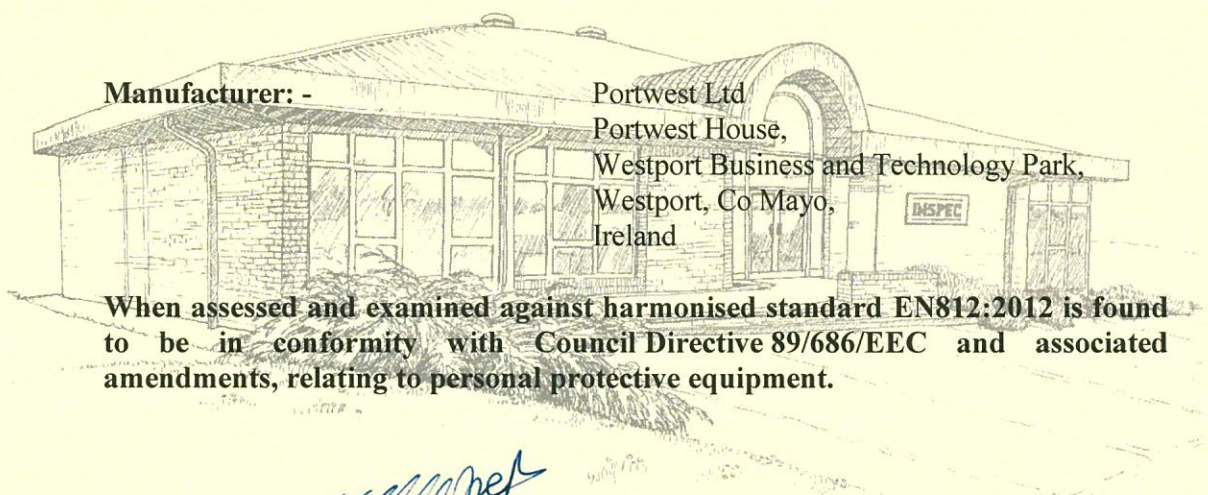 Manufacturer: - Portwest Ltd
Portwest House,
Westport Business and Technology Park,
Westport, Co Mayo,
Ireland
INSPEC
When assessed and examined against harmonised standard EN812:2012 is found
to be in conformity with Council Directive 89/686/EEC and associated
amendments, relating to personal protective equipment.